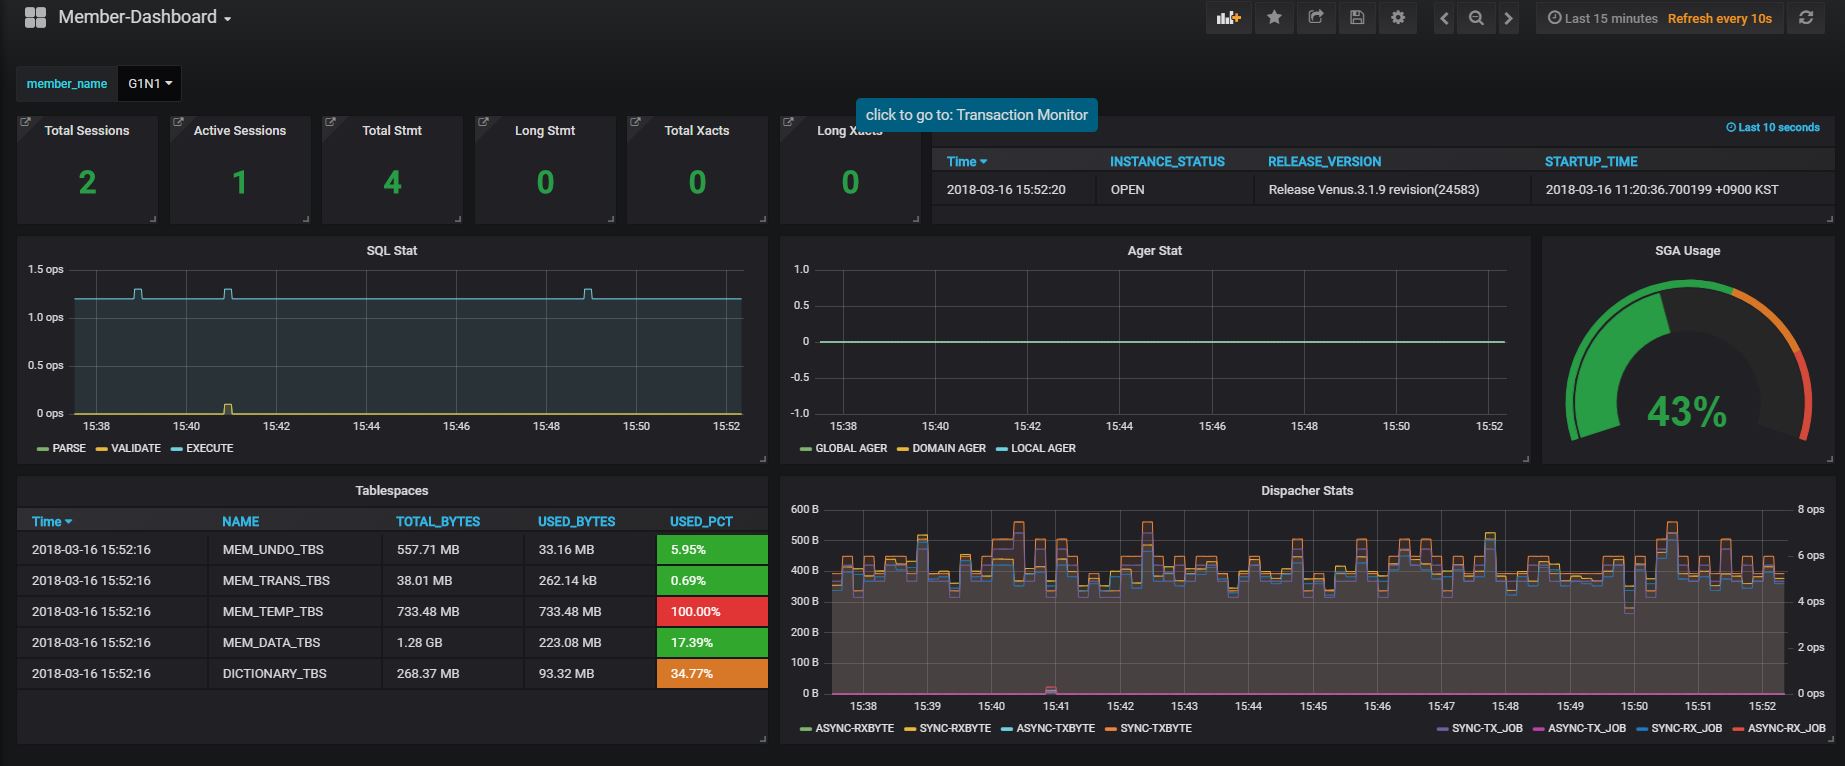 Member-Dashboard
Last 15 minutes Refresh every 10s
member_name G1N1
click to go to: Transaction Monitor
Total Sessions
2
Active Sessions
1
Total Stmt
4
Long Stmt
0
Total Xacts
0
Long Xacts
0
Last 10 seconds
Time INSTANCE_STATUS RELEASE_VERSION STARTUP_TIME
2018-03-16 15:52:20 OPEN Release Venus.3.1.9 revision(24583) 2018-03-16 11:20:36.700199 +0900 KST
SQL Stat
1.5 ops
1.0 ops
0.5 ops
0 ops
15:38 15:40 15:42 15:44 15:46 15:48 15:50 15:52
PARSE VALIDATE EXECUTE
Ager Stat
1.0
0.5
0
-0.5
-1.0
15:38 15:40 15:42 15:44 15:46 15:48 15:50 15:52
GLOBAL AGER DOMAIN AGER LOCAL AGER
SGA Usage
43%
Tablespaces
Time NAME TOTAL_BYTES USED_BYTES USED_PCT
2018-03-16 15:52:16 MEM_UNDO_TBS 557.71 MB 33.16 MB 5.95%
2018-03-16 15:52:16 MEM_TRANS_TBS 38.01 MB 262.14 kB 0.69%
2018-03-16 15:52:16 MEM_TEMP_TBS 733.48 MB 733.48 MB 100.00%
2018-03-16 15:52:16 MEM_DATA_TBS 1.28 GB 223.08 MB 17.39%
2018-03-16 15:52:16 DICTIONARY_TBS 268.37 MB 93.32 MB 34.77%
Dispacher Stats
600 B 8 ops
500 B
400 B 6 ops
300 B 4 ops
200 B
100 B 2 ops
0 B 0 ops
15:38 15:39 15:40 15:41 15:42 15:43 15:44 15:45 15:46 15:47 15:48 15:49 15:50 15:51 15:52
ASYNC-RXBYTE SYNC-RXBYTE ASYNC-TXBYTE SYNC-TXBYTE SYNC-TX_JOB ASYNC-TX_JOB SYNC-RX_JOB ASYNC-RX_JOB